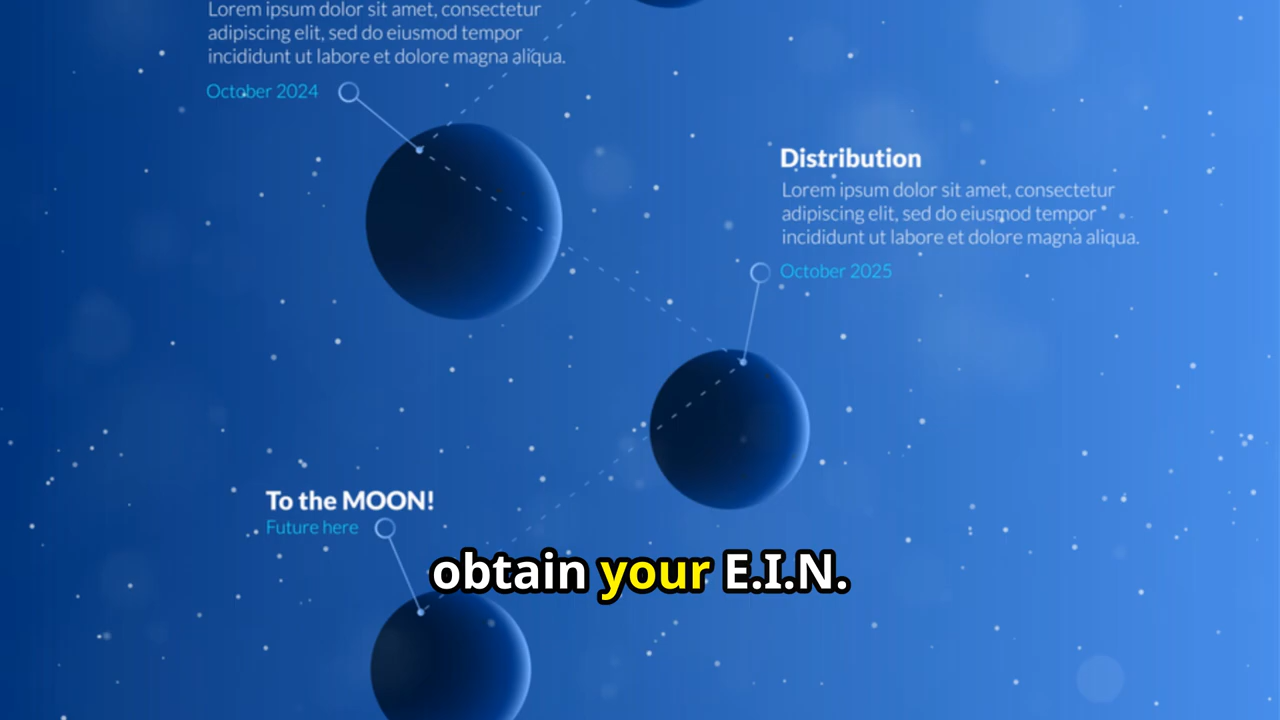 Lorem ipsum dolor sit amet, consectetur
adipiscing elit, sed do eiusmod tempor
incididunt ut labore et dolore magna aliqua.
October 2024
Distribution
Lorem ipsum dolor sit amet, consectetur
adipiscing elit, sed do eiusmod tempor
incididunt ut labore et dolore magna aliqua.
October 2025
To the MOON!
Future here
obtain your E.I.N.